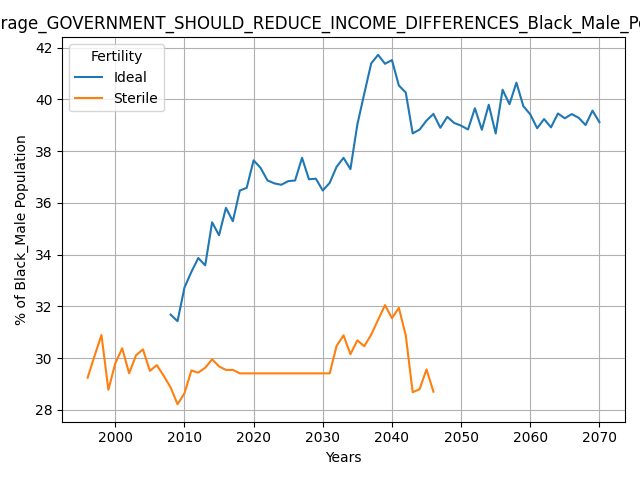 rage_GOVERNMENT_SHOULD_REDUCE_INCOME_DIFFERENCES_Black_Male_P
Fertility
Ideal
Sterile
% of Black_Male Population
42
40
38
36
34
32
30
28
2000
2010
2020
2030
2040
2050
2060
2070
Years